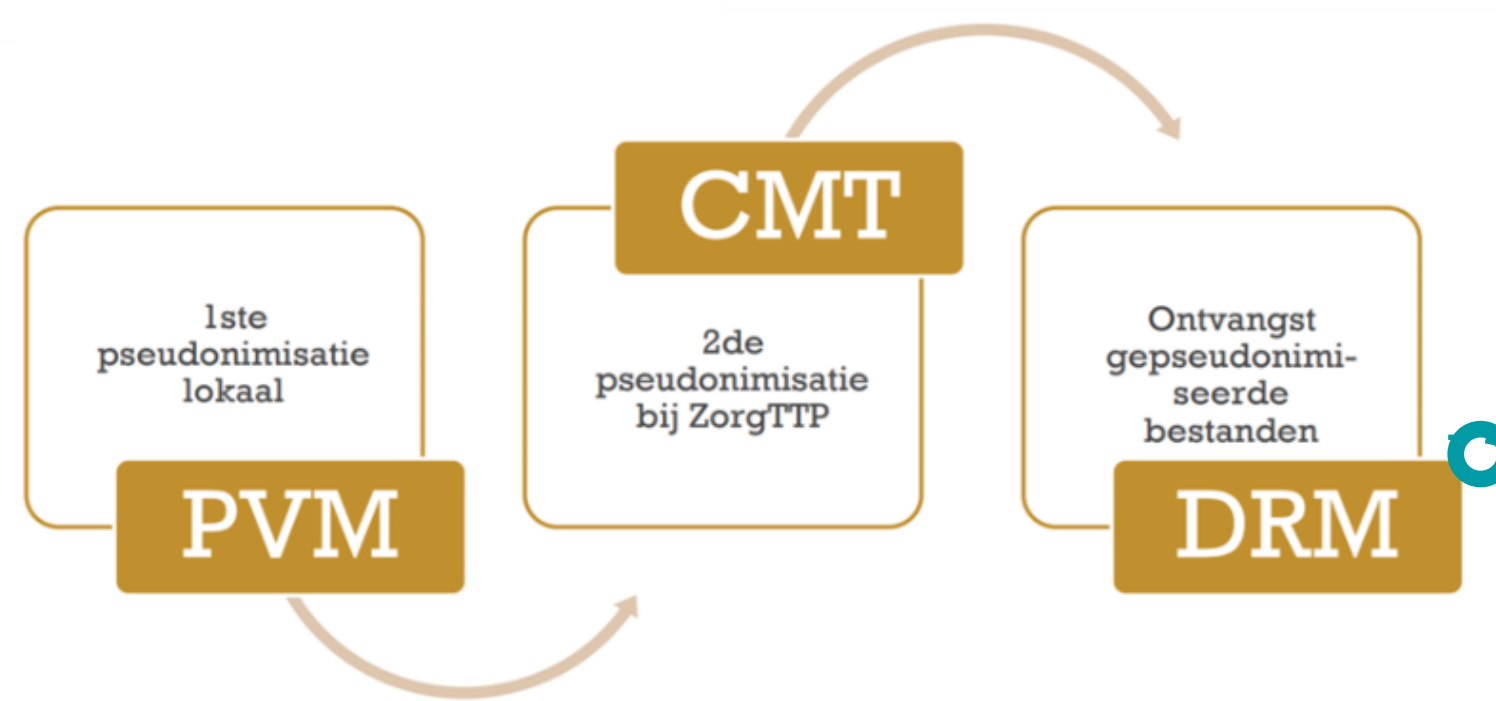 1ste
pseudonimisatie
lokaal
PVM
CMT
2de
pseudonimisatie
bij ZorgTTP
Ontvangst
gepseudonimi-
seerde
bestanden
DRM